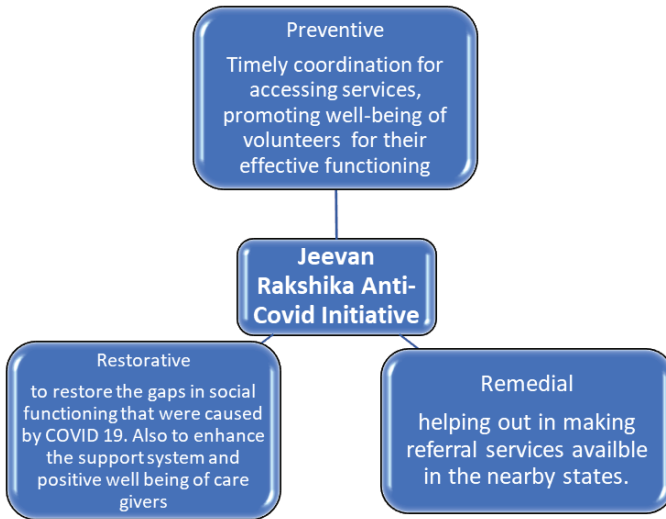 Preventive
Timely coordination for
accessing services,
promoting well-being of
volunteers for their
effective functioning
Jeevan
Rakshika Anti-
Covid Initiative
Restorative
to restore the gaps in social
functioning that were caused
by COVID 19. Also to enhance
the support system and
positive well being of care
givers
Remedial
helping out in making
referral services availble
in the nearby states.